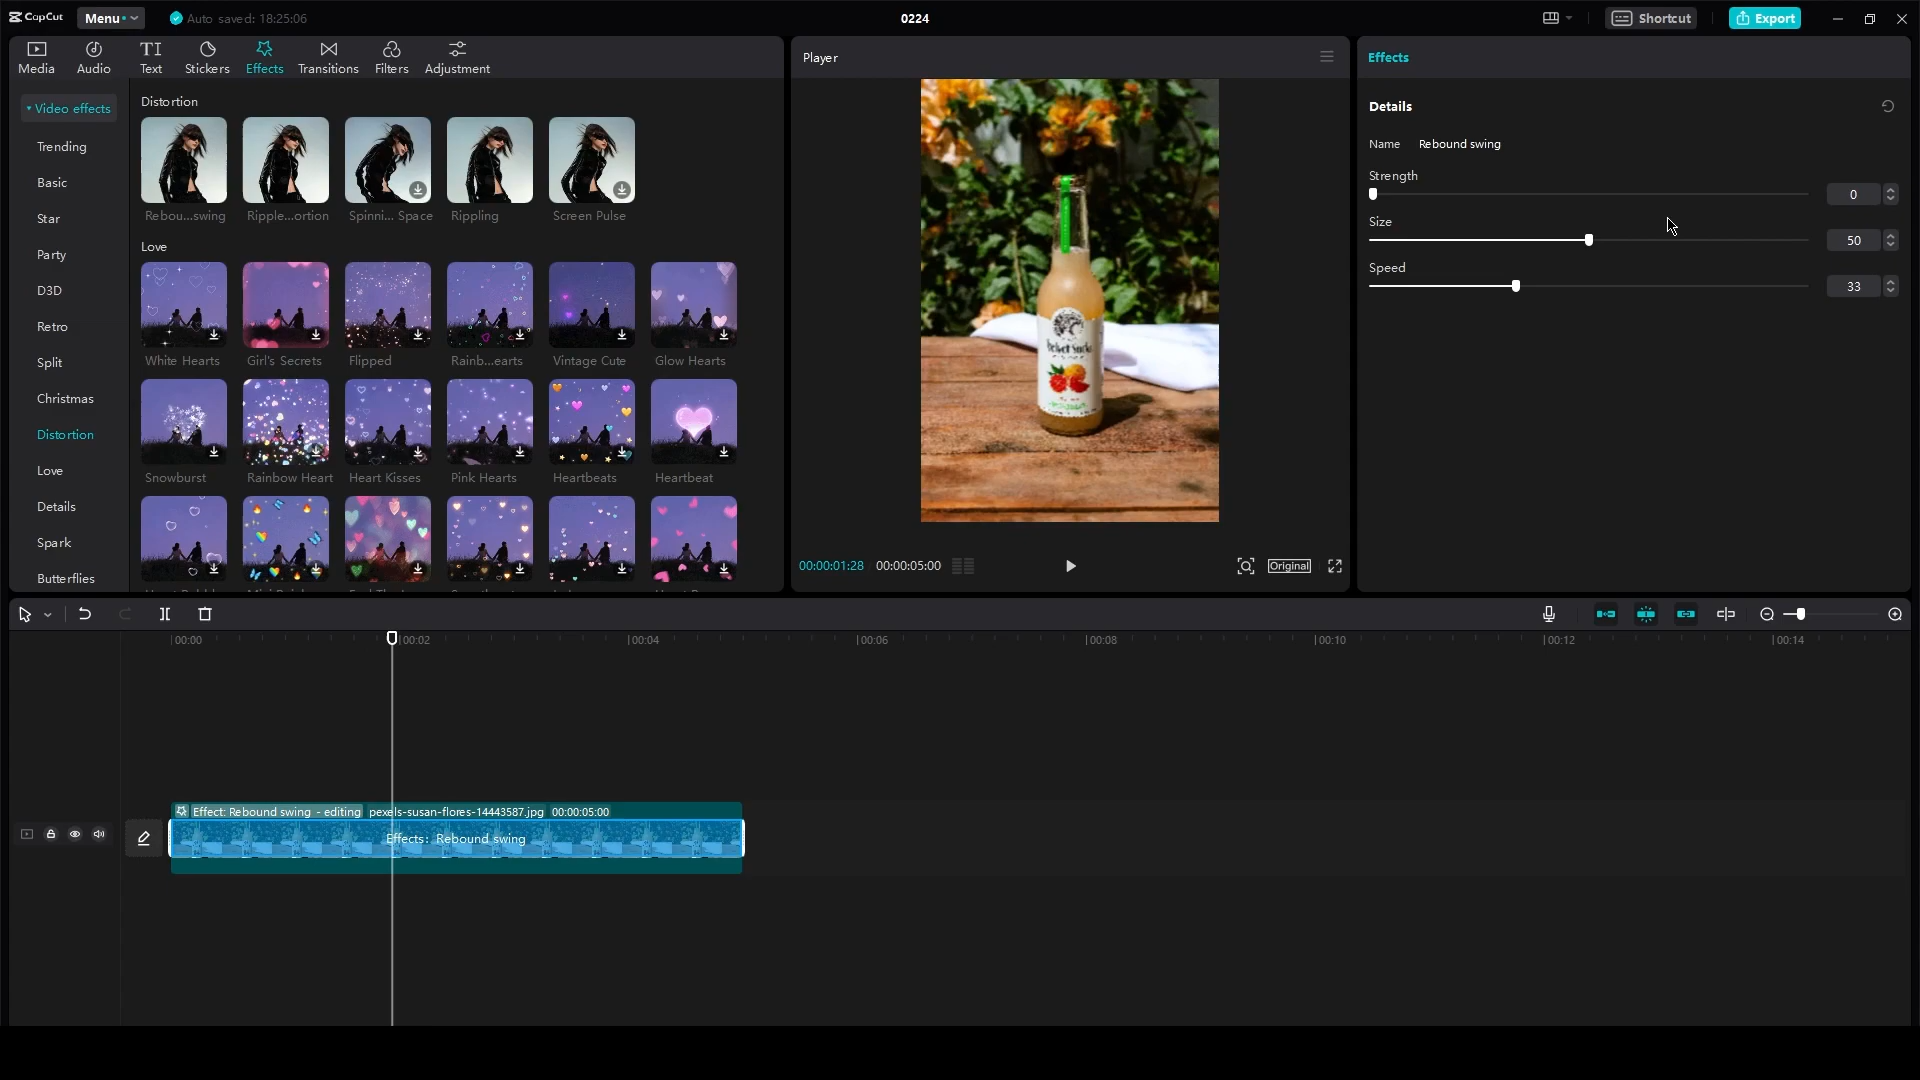 CapCut
Menu
Auto saved: 18:25:06
0224
Shortcut
Export
Media
Audio
Text
Stickers
Effects
Transitions
Filters
Adjustment
Video effects
Trending
Basic
Star
Party
D3D
Retro
Split
Christmas
Distortion
Love
Details
Spark
Butterflies
Distortion
Rebou...swing
Ripple...ortion
Spinni... Space
Rippling
Screen Pulse
Love
White Hearts
Girl's Secrets
Flipped
Rainb...earts
Vintage Cute
Glow Hearts
Snowburst
Rainbow Heart
Heart Kisses
Pink Hearts
Heartbeats
Heartbeat
Player
00:00:01:28
00:00:05:00
Original
Effects
Details
Name
Rebound swing
Strength
0
Size
50
Speed
33
00:00
00:02
00:04
00:06
00:08
00:10
00:12
00:14
Effect: Rebound swing - editing
pexels-susan-flores-14443587.jpg
00:00:05:00
Effects: Rebound swing